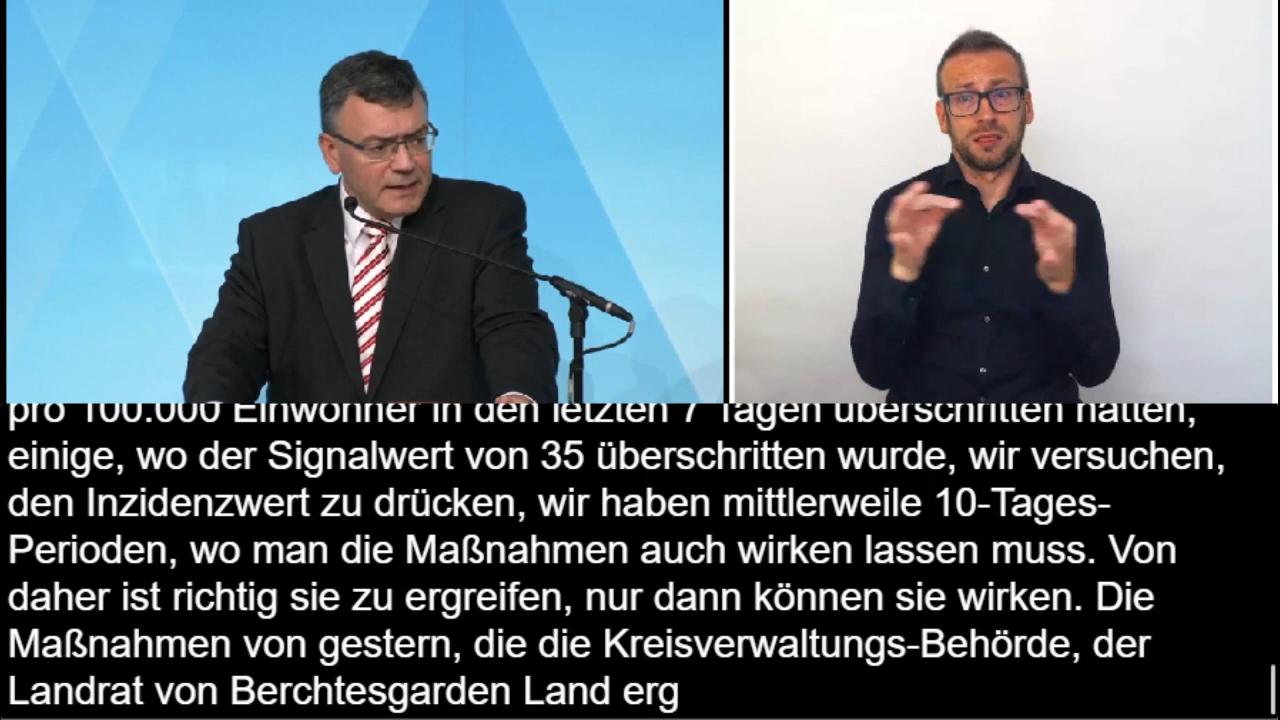 pro 100.000 Einwohner in den letzten 7 Tagen überschritten hatten,
einige, wo der Signalwert von 35 überschritten wurde, wir versuchen,
den Inzidenzwert zu drücken, wir haben mittlerweile 10-Tages-
Perioden, wo man die Maßnahmen auch wirken lassen muss. Von
daher ist richtig sie zu ergreifen, nur dann können sie wirken. Die
Maßnahmen von gestern, die die Kreisverwaltungs-Behörde, der
Landrat von Berchtesgarden Land erg